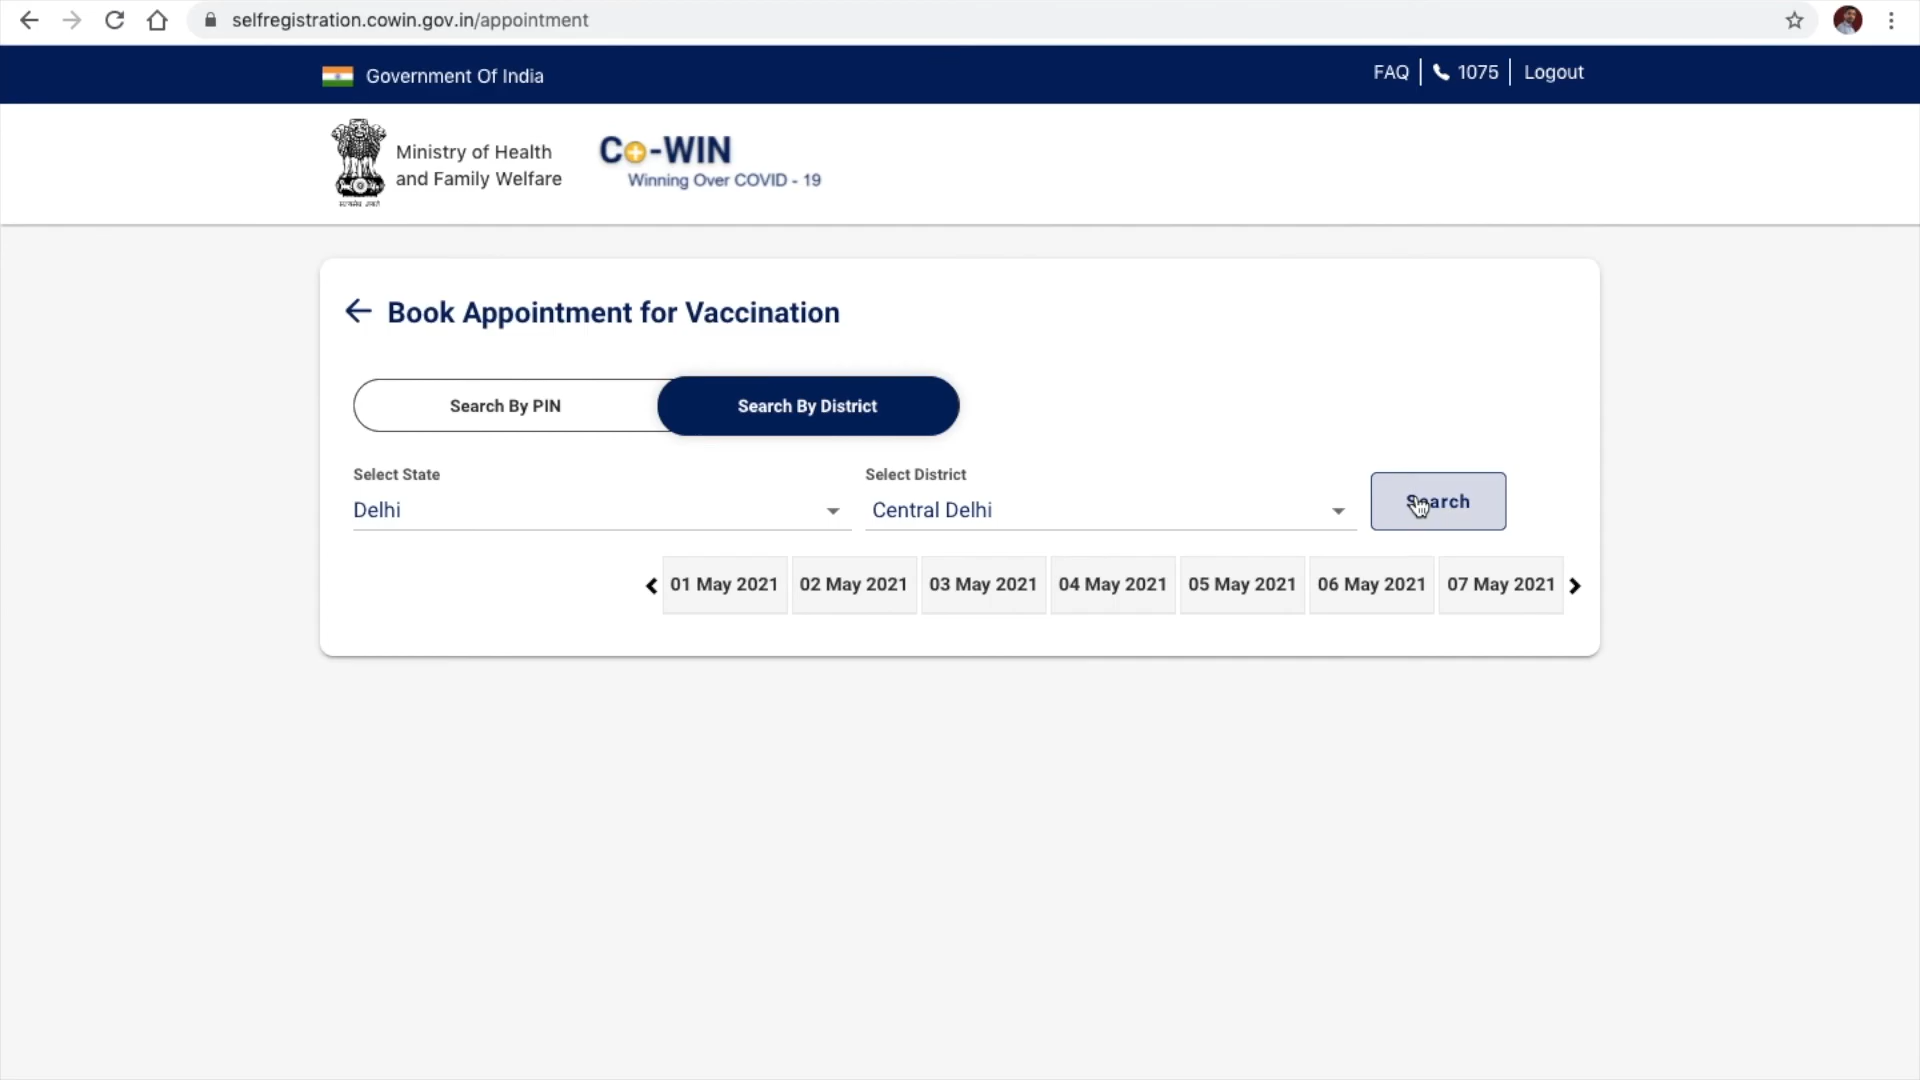 selfregistration.cowin.gov.in/appointment
Government Of India
FAQ
1075
Logout
Ministry of Health
and Family Welfare
Co-WIN
Winning Over COVID - 19
Book Appointment for Vaccination
Search By PIN
Search By District
Select State
Select District
Delhi
Central Delhi
Search
01 May 2021
02 May 2021
03 May 2021
04 May 2021
05 May 2021
06 May 2021
07 May 2021